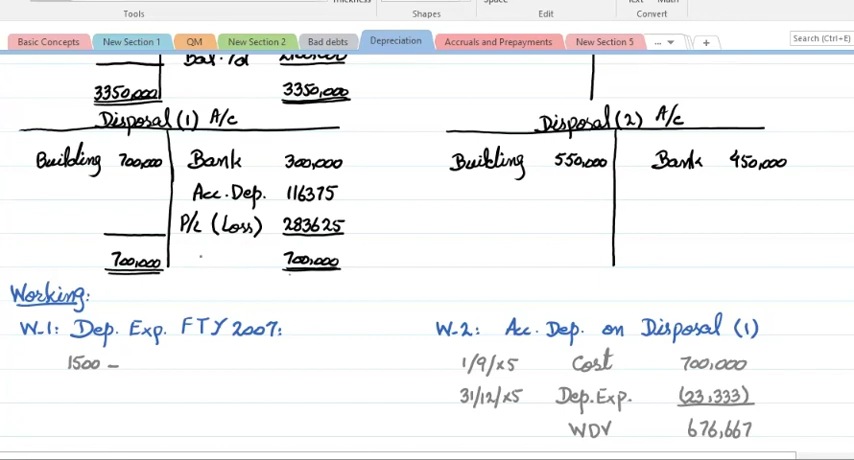 Tools
Shapes
Edit
Convert
Basic Concepts
New Section 1
QM
New Section 2
Bad debts
Depreciation
Accruals and Prepayments
New Section 5
...
+
Search (Ctrl+E)
3350,000 3350,000
Disposal (1) A/c
Building 700,000 Bank 300,000
Acc. Dep. 116375
P/L (Loss) 283625
700,000 700,000
Disposal (2) A/c
Building 550,000 Bank 450,000
Working:
W-1: Dep. Exp. FTY 2007:
1500 -
W-2: Acc. Dep. on Disposal (1)
1/9/x5 Cost 700,000
31/12/x5 Dep. Exp. (23,333)
WDV 676,667